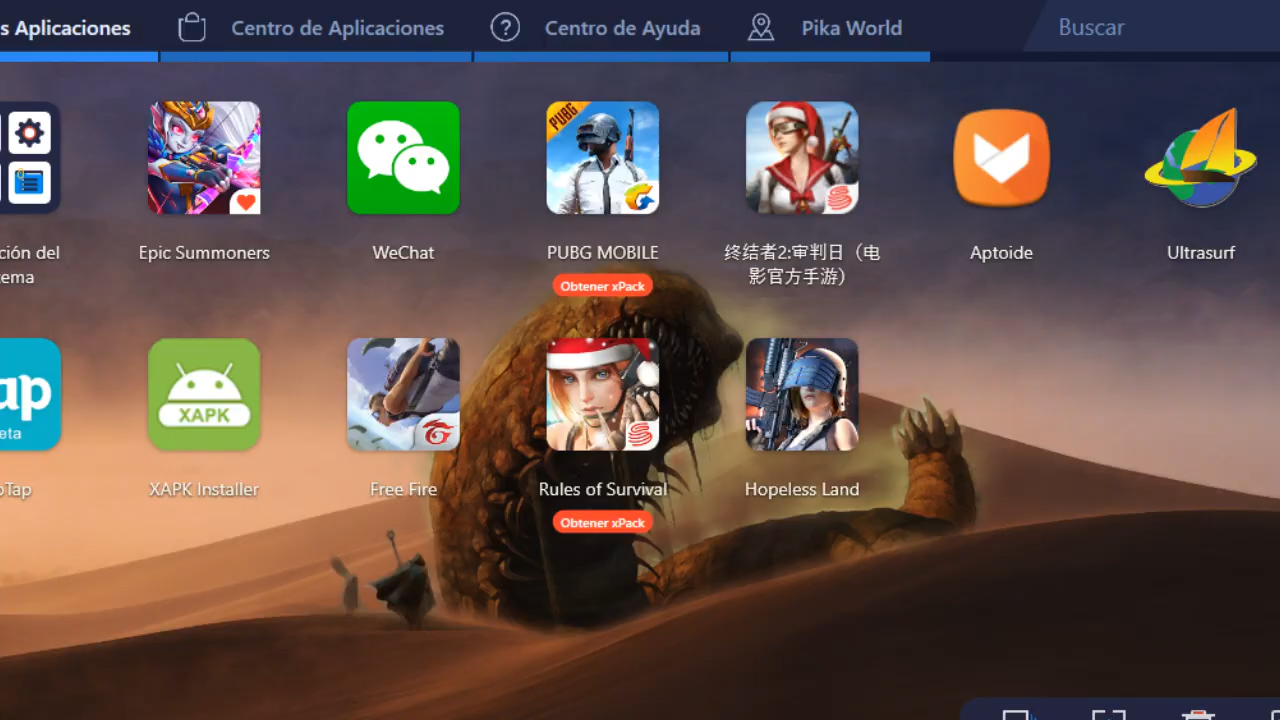 s Aplicaciones
Centro de Aplicaciones
Centro de Ayuda
Pika World
Buscar
PUBG
ción del
ema
Epic Summoners
WeChat
PUBG MOBILE
Obtener xPack
终结者2:审判日（电
影官方手游）
Aptoide
Ultrasurf
ap
eta
XAPK
oTap
XAPK Installer
Free Fire
Rules of Survival
Obtener xPack
Hopeless Land